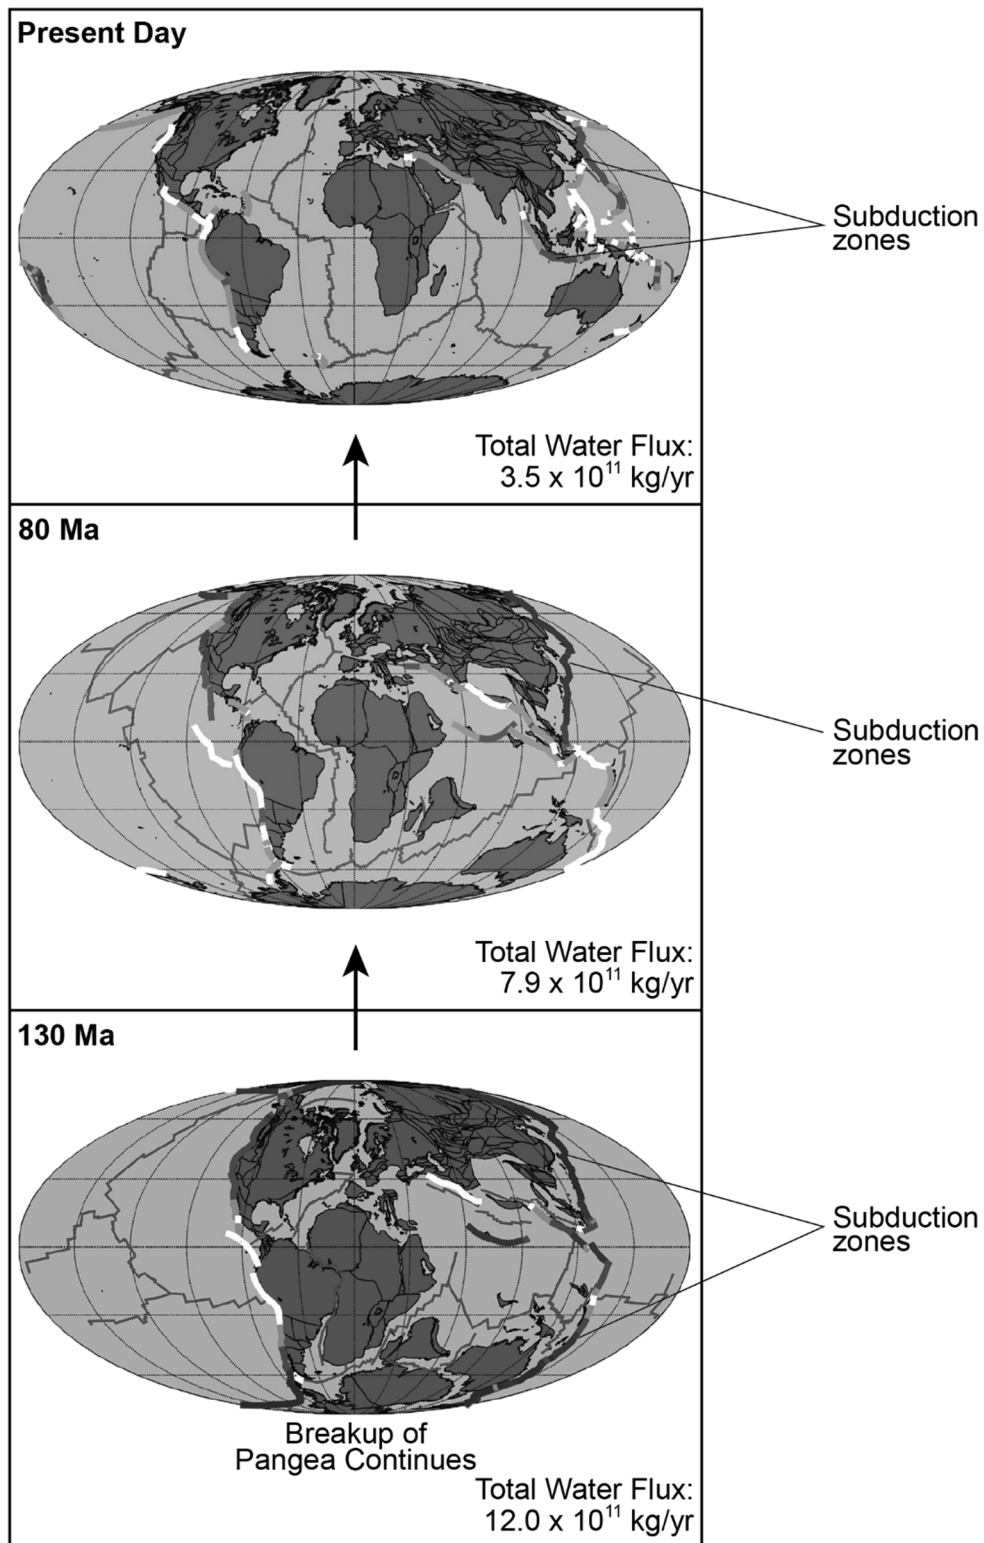 Present Day
Subduction
zones
Total Water Flux:
3.5 x 10¹¹ kg/yr
80 Ma
Subduction
zones
Total Water Flux:
7.9 x 10¹¹ kg/yr
130 Ma
Subduction
zones
Breakup of
Pangea Continues
Total Water Flux:
12.0 x 10¹¹ kg/yr